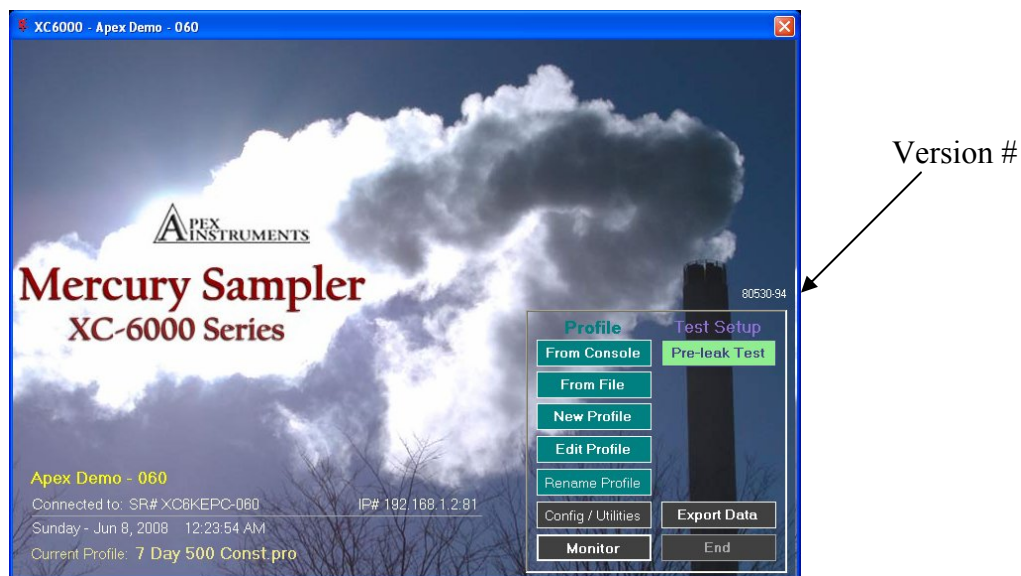 XC6000 - Apex Demo - 060
Version #
APEX INSTRUMENTS
Mercury Sampler
XC-6000 Series
80530-94
Profile Test Setup
From Console Pre-leak Test
From File
New Profile
Edit Profile
Rename Profile
Config / Utilities Export Data
Monitor End
Apex Demo - 060
Connected to: SR# XC6KEPC-060 IP# 192.168.1.2:81
Sunday - Jun 8, 2008 12:23:54 AM
Current Profile: 7 Day 500 Const.pro